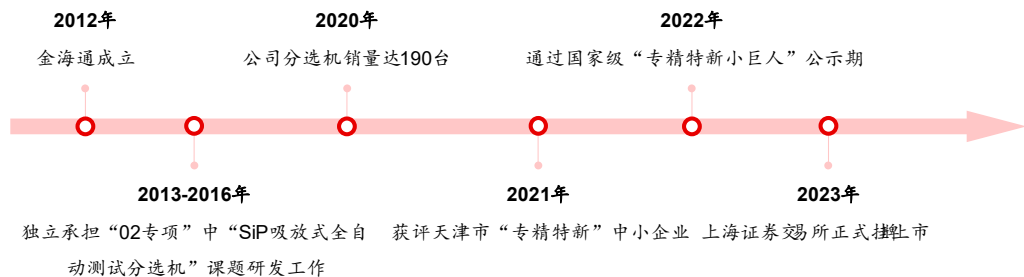 2012年
金海通成立
2020年
公司分选机销量达190台
2022年
通过国家级“专精特新小巨人”公示期
2013-2016年
独立承担“02专项”中“SiP吸放式全自
动测试分选机”课题研发工作
2021年
获评天津市“专精特新”中小企业
2023年
上海证券交易所正式挂牌上市